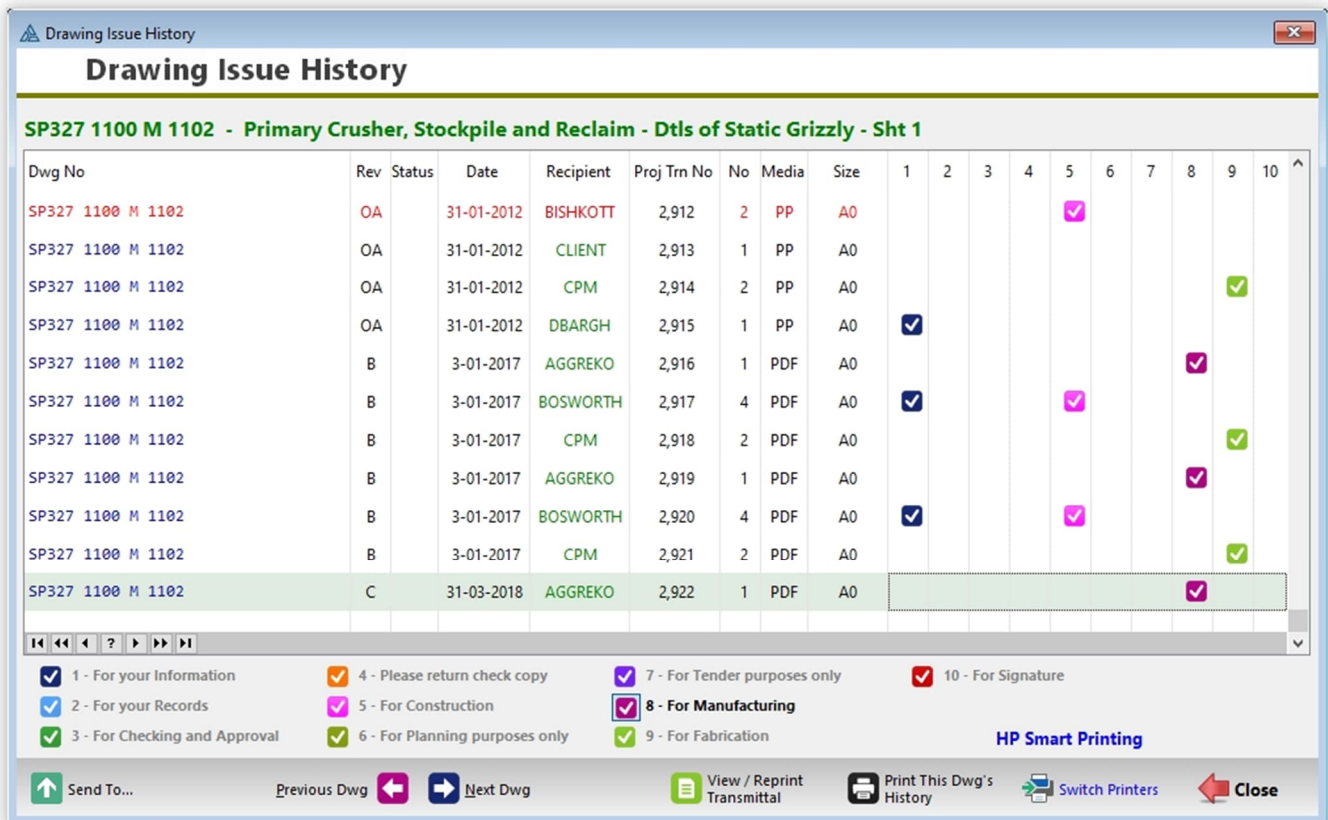 Drawing Issue History
Drawing Issue History
SP327 1100 M 1102 - Primary Crusher, Stockpile and Reclaim - Dtls of Static Grizzly - Sht 1
Dwg No Rev Status Date Recipient Proj Trn No No Media Size 1 2 3 4 5 6 7 8 9 10
SP327 1100 M 1102 OA 31-01-2012 BISHKOTT 2,912 2 PP A0
SP327 1100 M 1102 OA 31-01-2012 CLIENT 2,913 1 PP A0
SP327 1100 M 1102 OA 31-01-2012 CPM 2,914 2 PP A0
SP327 1100 M 1102 OA 31-01-2012 DBARGH 2,915 1 PP A0
SP327 1100 M 1102 B 3-01-2017 AGGREKO 2,916 1 PDF A0
SP327 1100 M 1102 B 3-01-2017 BOSWORTH 2,917 4 PDF A0
SP327 1100 M 1102 B 3-01-2017 CPM 2,918 2 PDF A0
SP327 1100 M 1102 B 3-01-2017 AGGREKO 2,919 1 PDF A0
SP327 1100 M 1102 B 3-01-2017 BOSWORTH 2,920 4 PDF A0
SP327 1100 M 1102 B 3-01-2017 CPM 2,921 2 PDF A0
SP327 1100 M 1102 C 31-03-2018 AGGREKO 2,922 1 PDF A0
?
1 - For your Information 4 - Please return check copy 7 - For Tender purposes only 10 - For Signature
2 - For your Records 5 - For Construction 8 - For Manufacturing
3 - For Checking and Approval 6 - For Planning purposes only 9 - For Fabrication HP Smart Printing
Send To... Previous Dwg Next Dwg View / Reprint Transmittal Print This Dwg's History Switch Printers Close